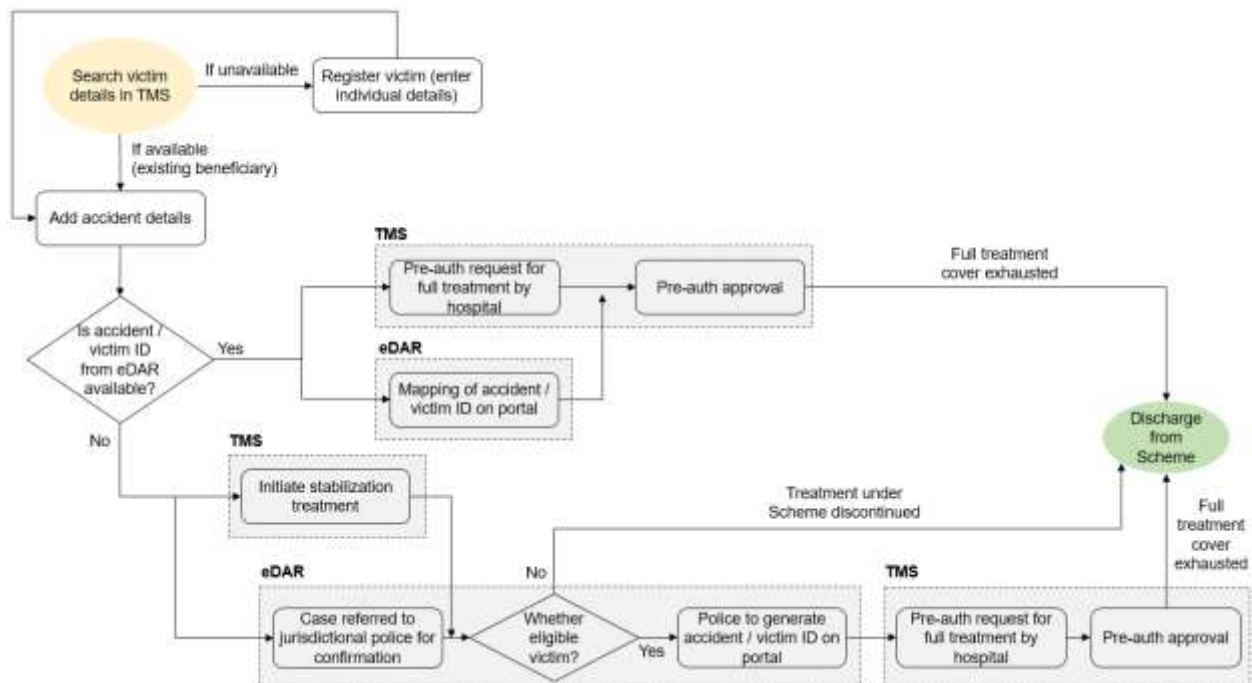 Search victim
details in TMS
If unavailable
Register victim (enter
individual details)
If available
(existing beneficiary)
Add accident details
Is accident /
victim ID
from eDAR
available?
Yes
No
TMS
Pre-auth request for
full treatment by
hospital
Pre-auth approval
Full treatment
cover exhausted
eDAR
Mapping of accident /
victim ID on portal
Discharge
from
Scheme
TMS
Initiate stabilization
treatment
Treatment under
Scheme discontinued
Full
treatment
cover
exhausted
eDAR
Case referred to
jurisdictional police for
confirmation
No
Whether
eligible
victim?
Yes
Police to generate
accident / victim ID on
portal
TMS
Pre-auth request for
full treatment by
hospital
Pre-auth approval